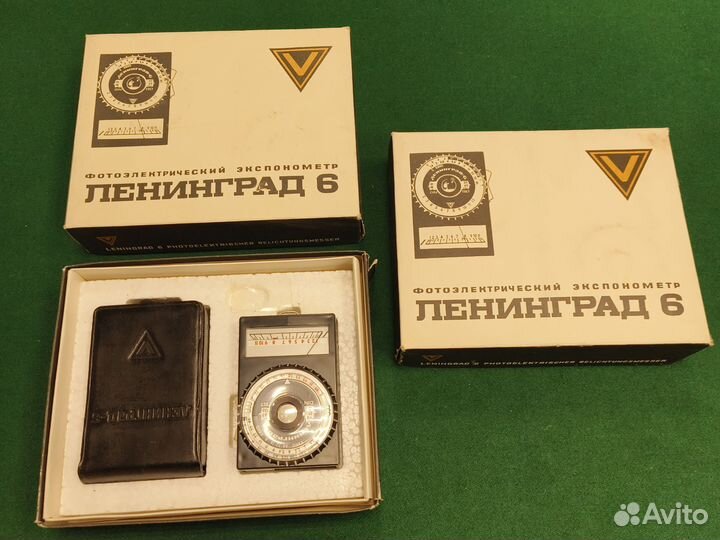 V
ФОТОЭЛЕКТРИЧЕСКИЙ ЭКСПОНОМЕТР
ЛЕНИНГРАД 6
LENINGRAD 6 PHOTOELEKTRISCHER BELICHTUNGSMESSER
V
ФОТОЭЛЕКТРИЧЕСКИЙ ЭКСПОНОМЕТР
ЛЕНИНГРАД 6
LENINGRAD 6 PHOTOELEKTRISCHER BELICHTUNGSMESSER
Avito